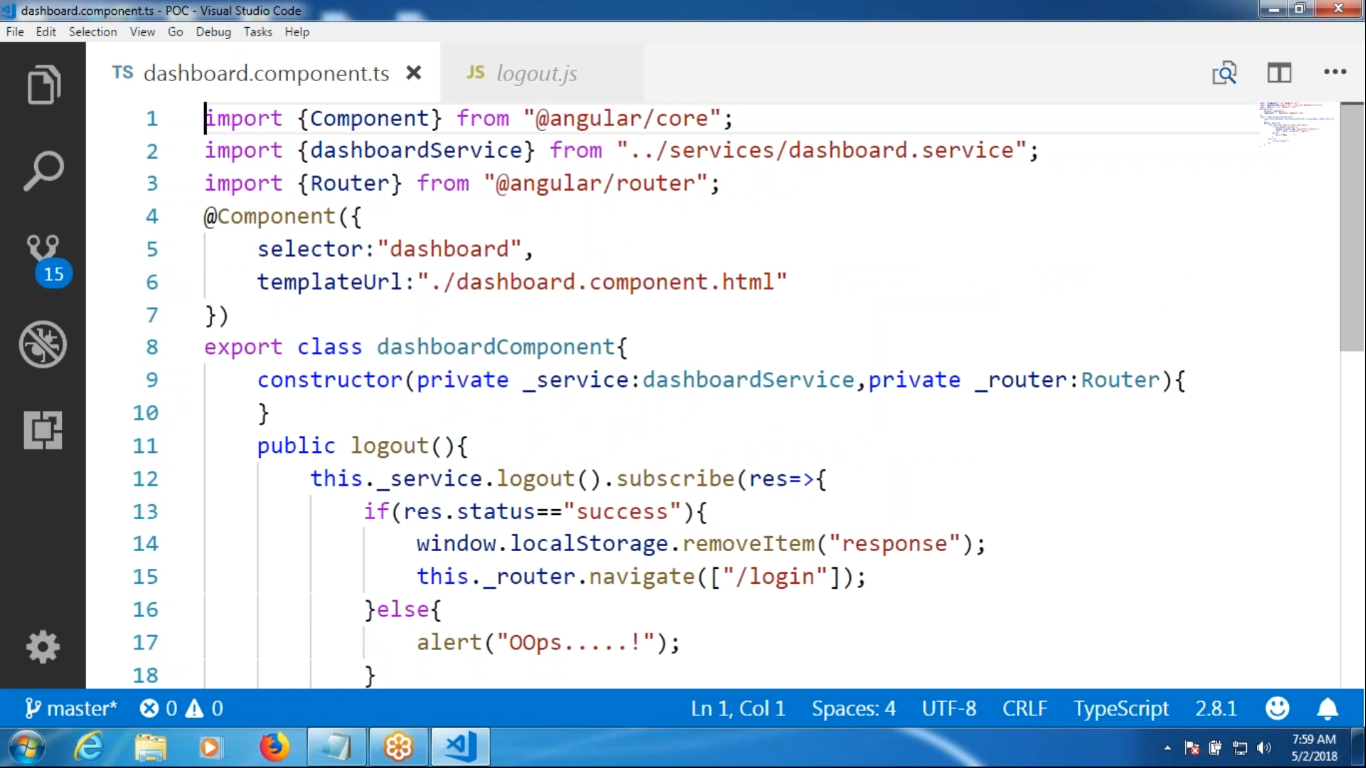 dashboard.component.ts - POC - Visual Studio Code
File Edit Selection View Go Debug Tasks Help
TS dashboard.component.ts JS logout.js
1 import {Component} from "@angular/core";
2 import {dashboardService} from "../services/dashboard.service";
3 import {Router} from "@angular/router";
4 @Component({
5 selector:"dashboard",
6 templateUrl:"./dashboard.component.html"
7 })
8 export class dashboardComponent{
9 constructor(private _service:dashboardService,private _router:Router){
10 }
11 public logout(){
12 this._service.logout().subscribe(res=>{
13 if(res.status=="success"){
14 window.localStorage.removeItem("response");
15 this._router.navigate(["/login"]);
16 }else{
17 alert("OOps.....!");
18 }
15
master* 0 0 Ln 1, Col 1 Spaces: 4 UTF-8 CRLF TypeScript 2.8.1
7:59 AM
5/2/2018